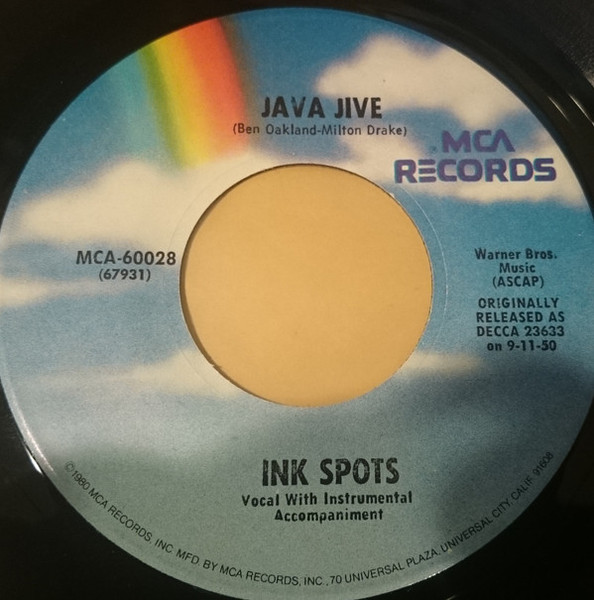 JAVA JIVE
(Ben Oakland-Milton Drake)
MCA
RECORDS
MCA-60028
(67931)
Warner Bros.
Music
(ASCAP)
ORIGINALLY
RELEASED AS
DECCA 23633
on 9-11-50
INK SPOTS
Vocal With Instrumental
Accompaniment
©1980 MCA RECORDS, INC MFD. BY MCA RECORDS, INC., 70 UNIVERSAL PLAZA, UNIVERSAL CITY, CALIF. 91608